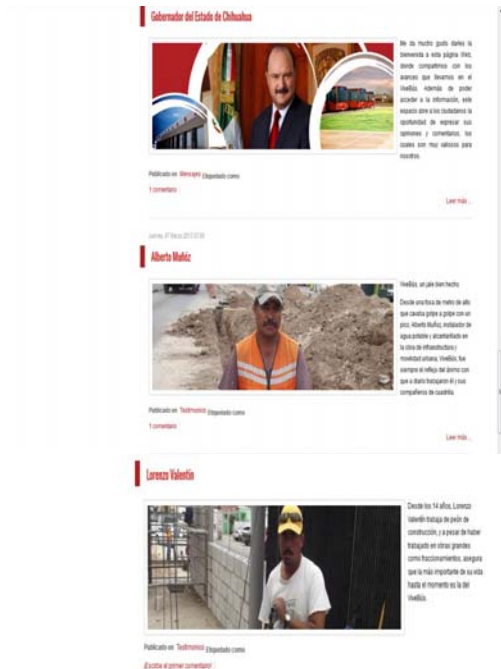 Gobernador del Estado de Chihuahua
Me da mucho gusto darles la
bienvenida a esta página Web,
donde compartimos con los
avances que llevamos en el
ViveBús. Además de poder
acceder a la información, este
espacio abre a los ciudadanos la
oportunidad de expresar sus
opiniones y comentarios, los
cuales son muy valiosos para
nosotros.
Publicado en Mensajes Etiquetado como
1 comentario
Leer más ...
Jueves, 07 Marzo 2013
Alberto Muñóz
ViveBús, un jale bien hecho.
Desde una fosa de metro de alto
que cavaba golpe a golpe con un
pico, Alberto Muñoz, instalador de
agua potable y alcantarillado en
la obra de infraestructura y
movilidad urbana, ViveBús, fue
siempre el reflejo del ánimo con
que a diario trabajaron él y sus
compañeros de cuadrilla.
Publicado en Testimonios Etiquetado como
1 comentario
Leer más ...
Lorenzo Valentín
Desde los 14 años, Lorenzo
Valentín trabaja de peón de
construcción, y a pesar de haber
trabajado en obras grandes
como fraccionamientos, asegura
que la más importante de su vida
hasta el momento es la del
ViveBús.
Publicado en Testimonios Etiquetado como
¡Escribe el primer comentario!